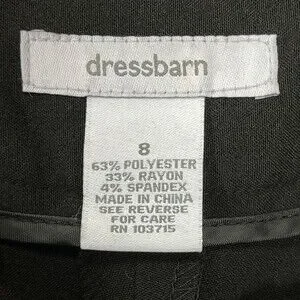 dressbarn
8
63% POLYESTER
33% RAYON
4% SPANDEX
MADE IN CHINA
SEE REVERSE
FOR CARE
RN 103715